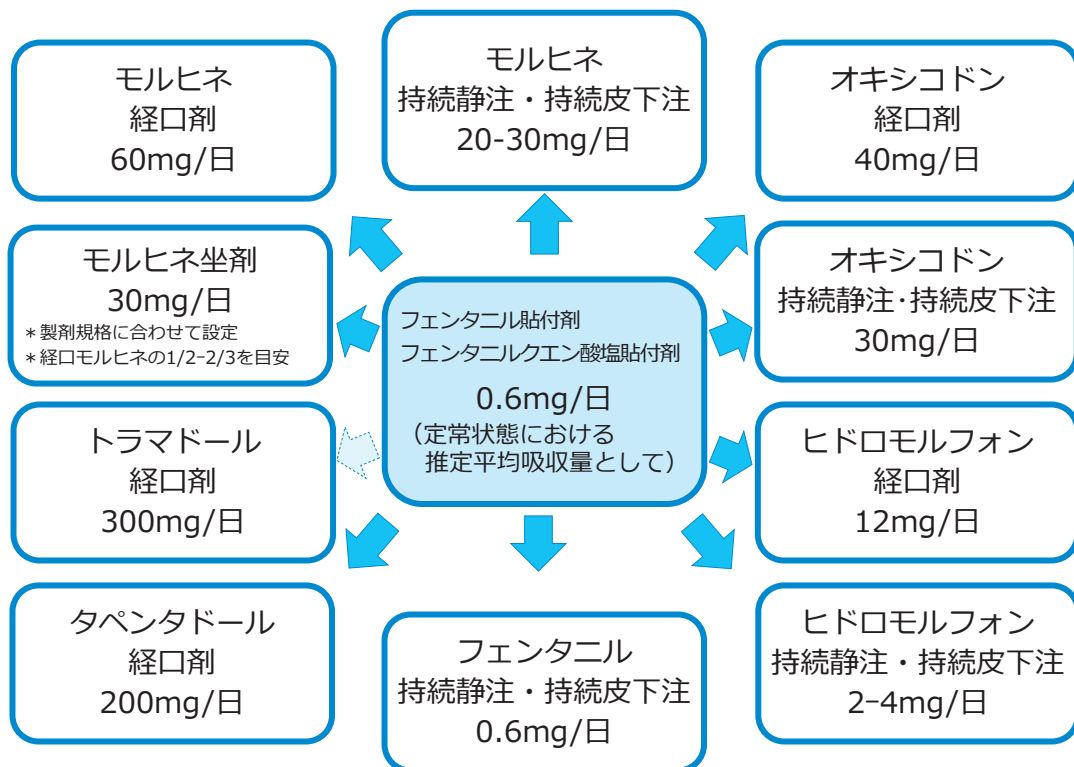 モルヒネ
経口剤
60mg/日
モルヒネ
持続静注・持続皮下注
20-30mg/日
オキシコドン
経口剤
40mg/日
モルヒネ坐剤
30mg/日
＊製剤規格に合わせて設定
＊経口モルヒネの1/2–2/3を目安
フェンタニル貼付剤
フェンタニルクエン酸塩貼付剤
0.6mg/日
（定常状態における
推定平均吸収量として）
オキシコドン
持続静注･持続皮下注
30mg/日
トラマドール
経口剤
300mg/日
ヒドロモルフォン
経口剤
12mg/日
タペンタドール
経口剤
200mg/日
フェンタニル
持続静注・持続皮下注
0.6mg/日
ヒドロモルフォン
持続静注・持続皮下注
2–4mg/日